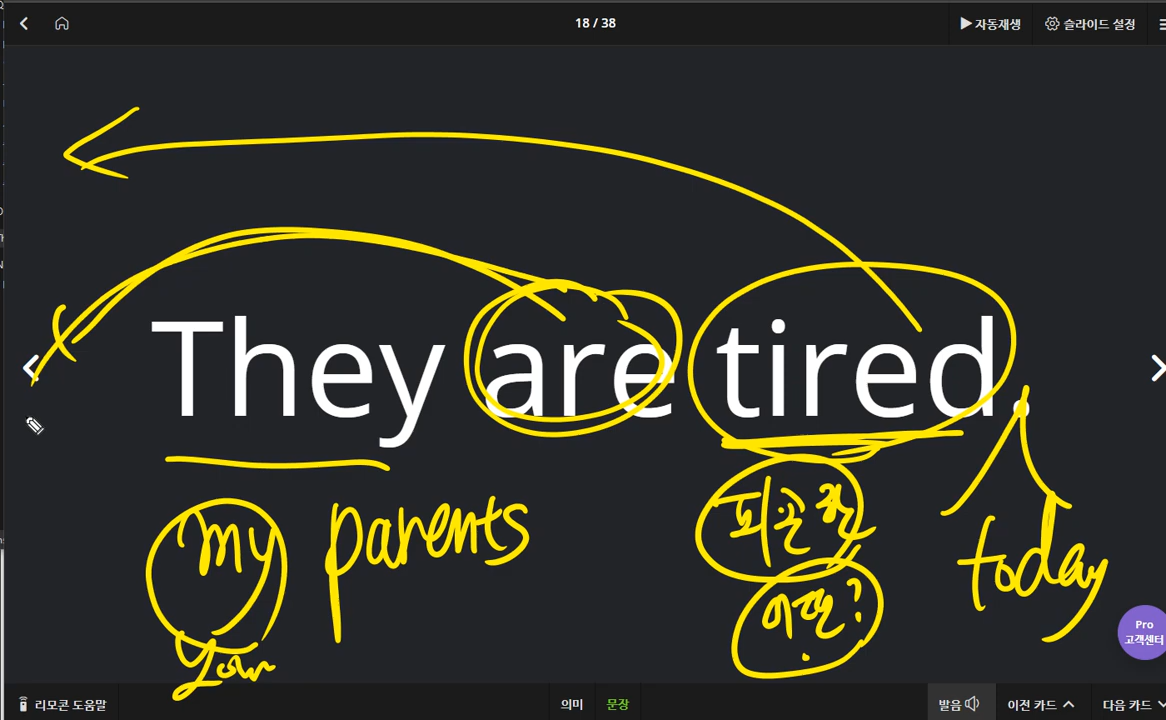 18 / 38
자동재생
슬라이드 설정
They are tired.
my parents
your
피곤한
어떤?
today
Pro
고객센터
리모콘 도움말
의미
문장
발음
이전 카드
다음 카드